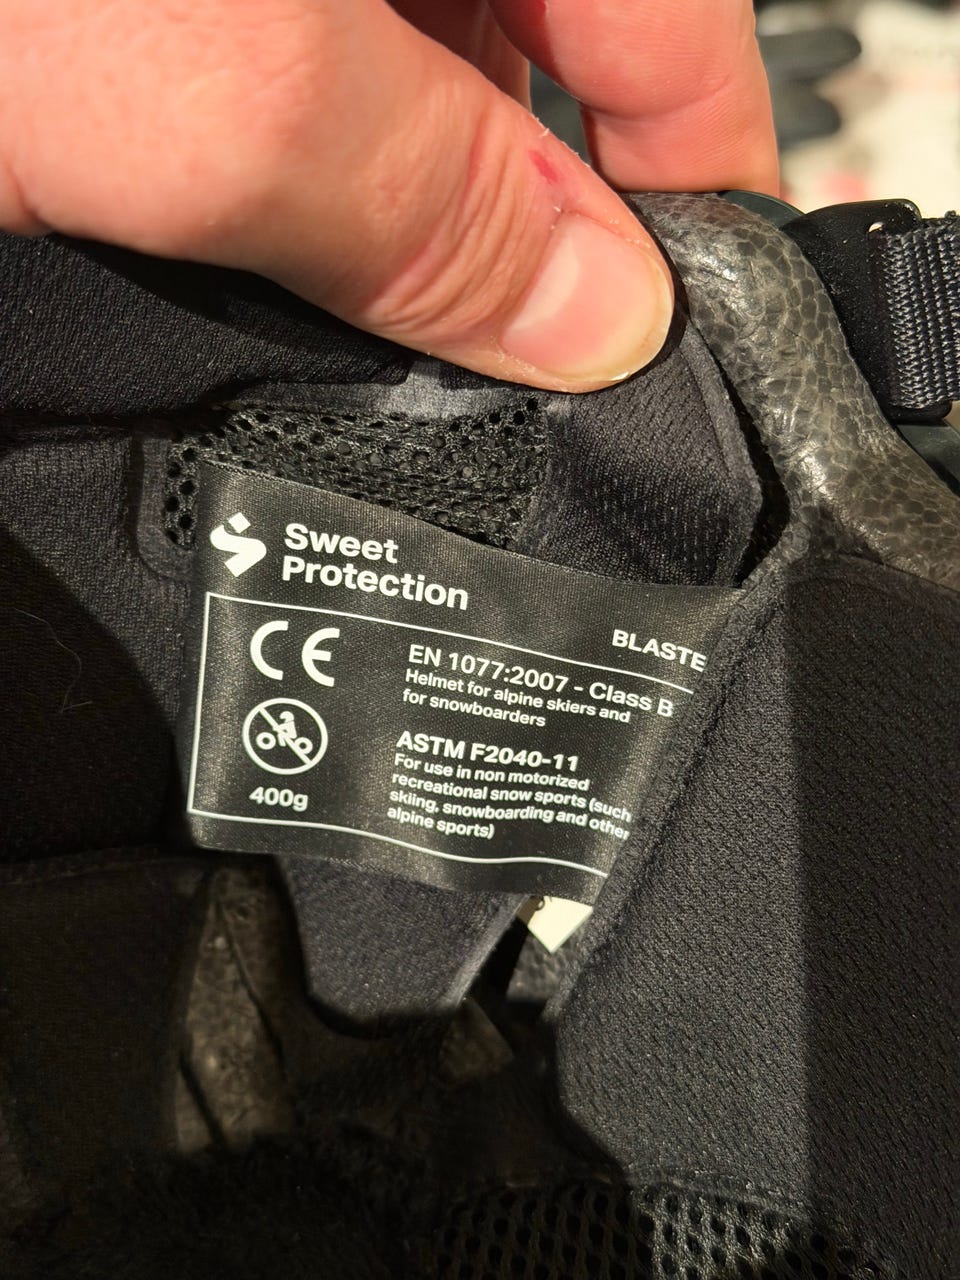 Sweet
Protection
BLASTE
CE
EN 1077:2007 - Class B
Helmet for alpine skiers and
for snowboarders
ASTM F2040-11
For use in non motorized
recreational snow sports (such
skiing, snowboarding and other
alpine sports)
400g